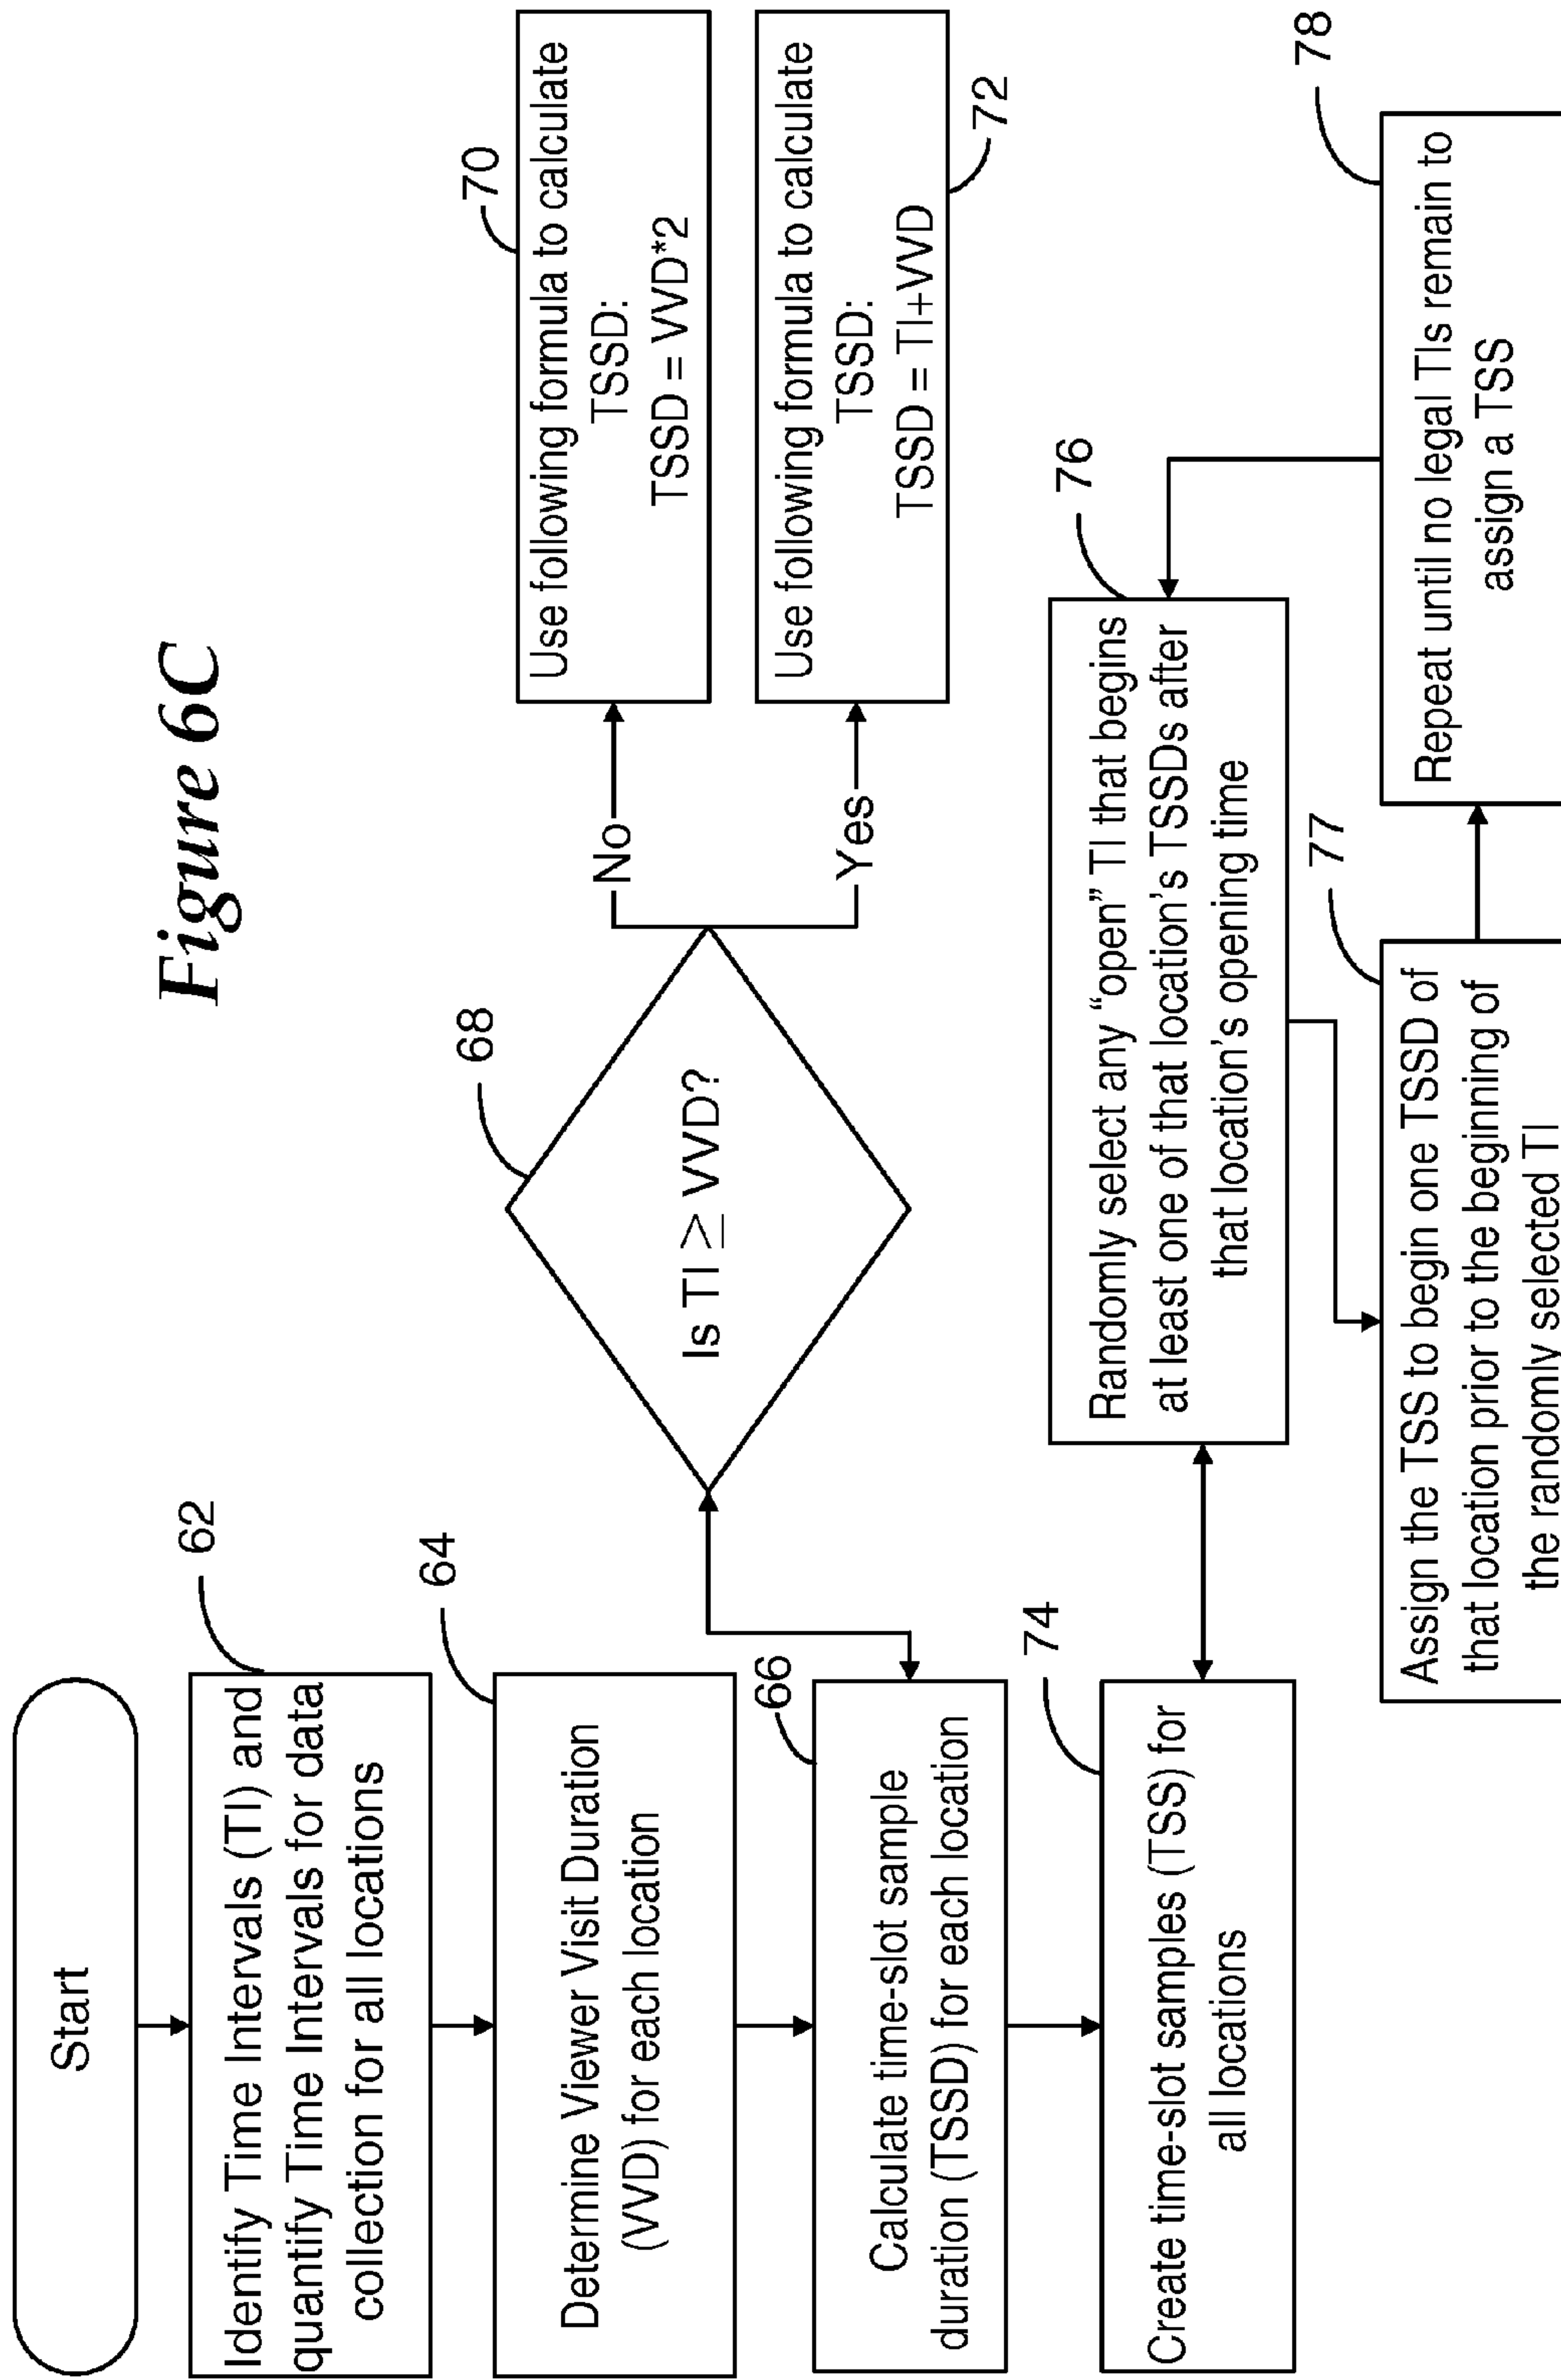 Figure 6C
Start
62
Identify Time Intervals (TI) and
quantify Time Intervals for data
collection for all locations
64
Determine Viewer Visit Duration
(VVD) for each location
66
Calculate time-slot sample
duration (TSSD) for each location
68
Is TI ≥ VVD?
No
Yes
70
Use following formula to calculate
TSSD:
TSSD = VVD*2
72
Use following formula to calculate
TSSD:
TSSD = TI+VVD
74
Create time-slot samples (TSS) for
all locations
76
Randomly select any “open” TI that begins
at least one of that location’s TSSDs after
that location’s opening time
77
Assign the TSS to begin one TSSD of
that location prior to the beginning of
the randomly selected TI
78
Repeat until no legal TIs remain to
assign a TSS